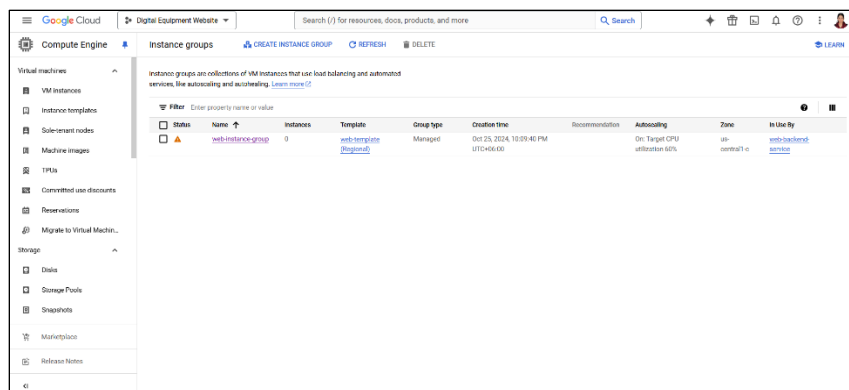 Google Cloud
Digital Equipment Website
Search (/) for resources, docs, products, and more
Search
Compute Engine
Instance groups
CREATE INSTANCE GROUP
REFRESH
DELETE
LEARN
Virtual machines
VM instances
Instance templates
Sole-tenant nodes
Machine images
TPUs
Committed use discounts
Reservations
Migrate to Virtual Machin...
Storage
Disks
Storage Pools
Snapshots
Marketplace
Release Notes
Instance groups are collections of VM instances that use load balancing and automated
services, like autoscaling and autohealing. Learn more
Filter Enter property name or value
Status Name Instances Template Group type Creation time Recommendation Autoscaling Zone In Use By
web-instance-group 0 web-template Managed Oct 25, 2024, 10:09:40 PM On: Target CPU us- web-backend-
(Regional) UTC+06:00 utilization 60% central1-c service